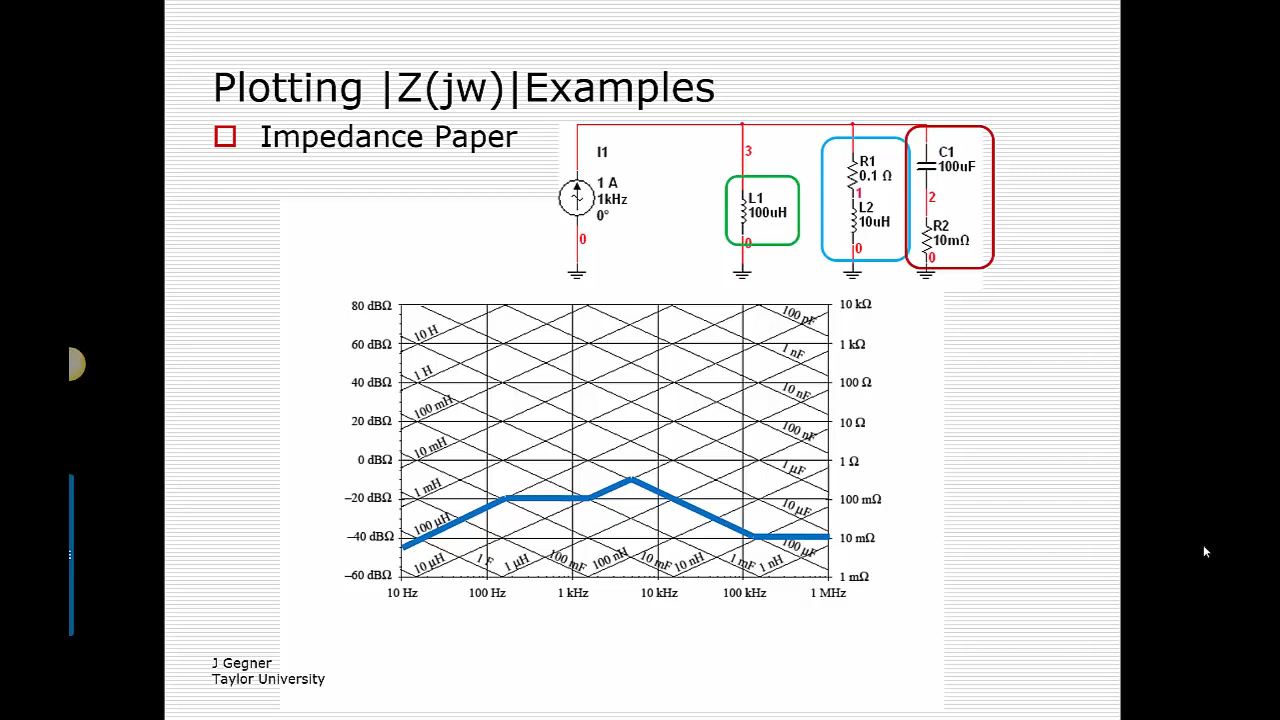 Plotting |Z(jw)|Examples
Impedance Paper
I1
1 A
1kHz
0°
0
3
L1
100uH
0
R1
0.1 Ω
1
L2
10uH
0
C1
100uF
2
R2
10mΩ
0
80 dBΩ
60 dBΩ
40 dBΩ
20 dBΩ
0 dBΩ
–20 dBΩ
–40 dBΩ
–60 dBΩ
10 kΩ
1 kΩ
100 Ω
10 Ω
1 Ω
100 mΩ
10 mΩ
1 mΩ
10 H
1 H
100 mH
10 mH
1 mH
100 μH
10 μH
1 F
1 μH
100 mF
100 nH
10 mF
10 nH
1 mF
1 nH
100 pF
1 nF
10 nF
100 nF
1 μF
10 μF
100 μF
10 Hz
100 Hz
1 kHz
10 kHz
100 kHz
1 MHz
J Gegner
Taylor University